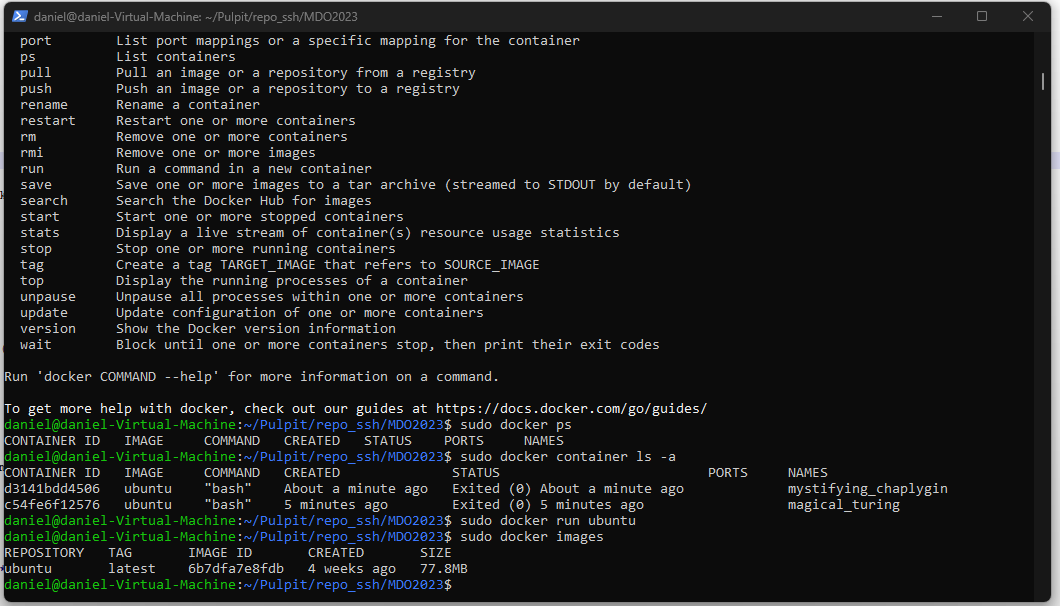 daniel@daniel-Virtual-Machine: ~/Pulpit/repo_ssh/MDO2023
port        List port mappings or a specific mapping for the container
ps          List containers
pull        Pull an image or a repository from a registry
push        Push an image or a repository to a registry
rename      Rename a container
restart     Restart one or more containers
rm          Remove one or more containers
rmi         Remove one or more images
run         Run a command in a new container
save        Save one or more images to a tar archive (streamed to STDOUT by default)
search      Search the Docker Hub for images
start       Start one or more stopped containers
stats       Display a live stream of container(s) resource usage statistics
stop        Stop one or more running containers
tag         Create a tag TARGET_IMAGE that refers to SOURCE_IMAGE
top         Display the running processes of a container
unpause     Unpause all processes within one or more containers
update      Update configuration of one or more containers
version     Show the Docker version information
wait        Block until one or more containers stop, then print their exit codes
Run 'docker COMMAND --help' for more information on a command.
To get more help with docker, check out our guides at https://docs.docker.com/go/guides/
daniel@daniel-Virtual-Machine:~/Pulpit/repo_ssh/MDO2023$ sudo docker ps
CONTAINER ID   IMAGE     COMMAND   CREATED   STATUS    PORTS     NAMES
daniel@daniel-Virtual-Machine:~/Pulpit/repo_ssh/MDO2023$ sudo docker container ls -a
CONTAINER ID   IMAGE     COMMAND   CREATED              STATUS                          PORTS     NAMES
d3141bdd4506   ubuntu    "bash"    About a minute ago   Exited (0) About a minute ago             mystifying_chaplygin
c54fe6f12576   ubuntu    "bash"    5 minutes ago        Exited (0) 5 minutes ago                  magical_turing
daniel@daniel-Virtual-Machine:~/Pulpit/repo_ssh/MDO2023$ sudo docker run ubuntu
daniel@daniel-Virtual-Machine:~/Pulpit/repo_ssh/MDO2023$ sudo docker images
REPOSITORY   TAG       IMAGE ID       CREATED       SIZE
ubuntu       latest    6b7dfa7e8fdb   4 weeks ago   77.8MB
daniel@daniel-Virtual-Machine:~/Pulpit/repo_ssh/MDO2023$